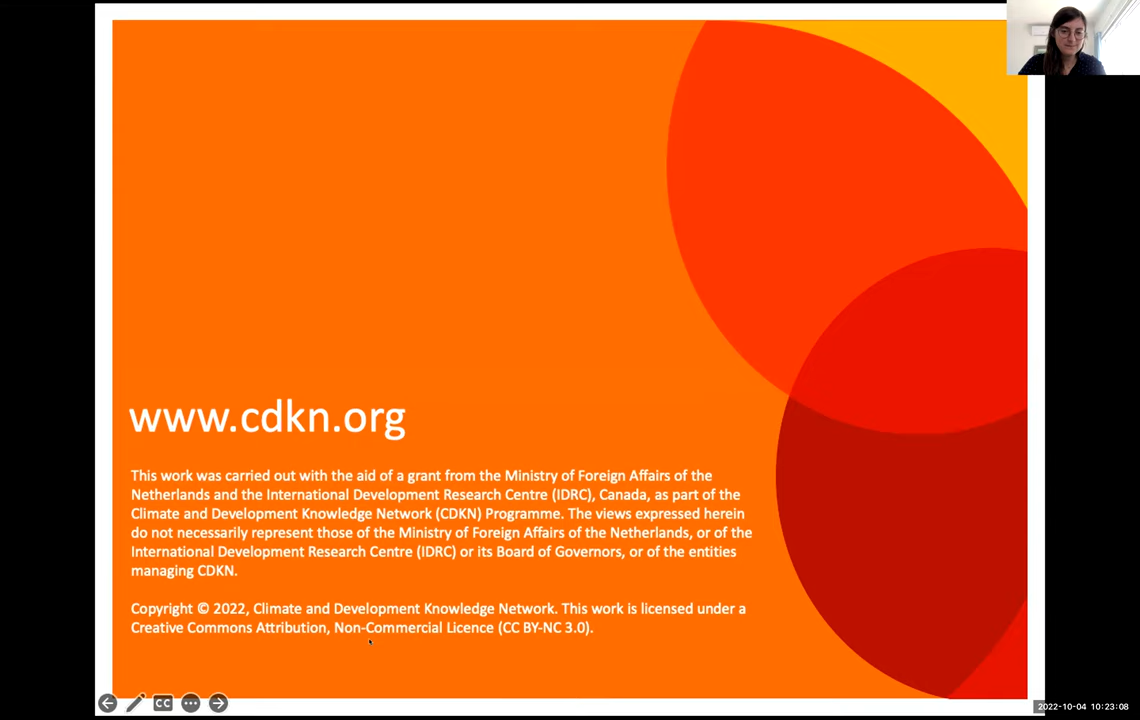 www.cdkn.org
This work was carried out with the aid of a grant from the Ministry of Foreign Affairs of the
Netherlands and the International Development Research Centre (IDRC), Canada, as part of the
Climate and Development Knowledge Network (CDKN) Programme. The views expressed herein
do not necessarily represent those of the Ministry of Foreign Affairs of the Netherlands, or of the
International Development Research Centre (IDRC) or its Board of Governors, or of the entities
managing CDKN.
Copyright © 2022, Climate and Development Knowledge Network. This work is licensed under a
Creative Commons Attribution, Non-Commercial Licence (CC BY-NC 3.0).
CC
2022-10-04 10:23:08